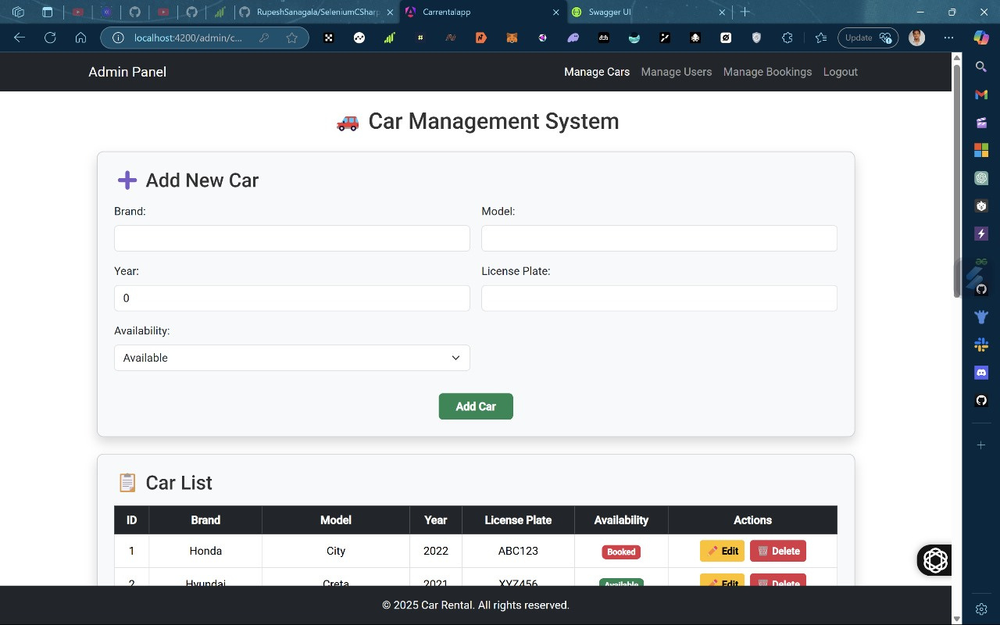 RupeshSanagala/SeleniumCSharp
Carrentalapp
Swagger UI
localhost:4200/admin/c...
Update
Admin Panel
Manage Cars
Manage Users
Manage Bookings
Logout
Car Management System
Add New Car
Brand:
Model:
Year:
License Plate:
0
Availability:
Available
Add Car
Car List
ID Brand Model Year License Plate Availability Actions
1 Honda City 2022 ABC123 Booked Edit Delete
2 Hyundai Creta 2021 XYZ456 Available Edit Delete
© 2025 Car Rental. All rights reserved.